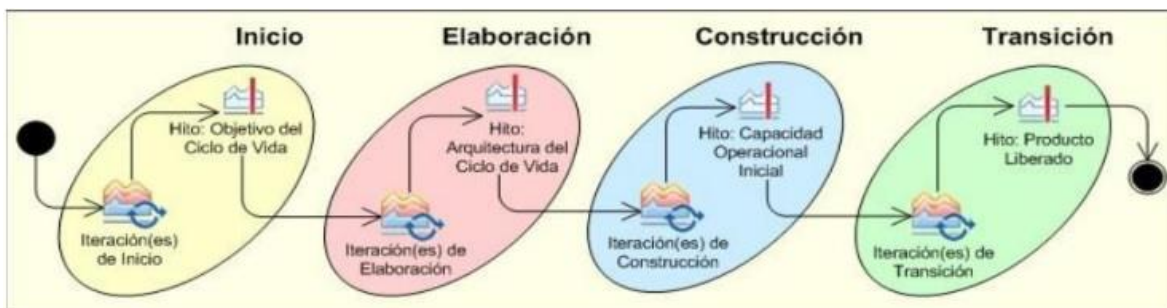 Inicio
Elaboración
Construcción
Transición
Hito: Objetivo del
Ciclo de Vida
Iteración(es)
de Inicio
Hito:
Arquitectura del
Ciclo de Vida
Iteración(es) de
Elaboración
Hito: Capacidad
Operacional
Inicial
Iteración(es) de
Construcción
Hito: Producto
Liberado
Iteración(es) de
Transición